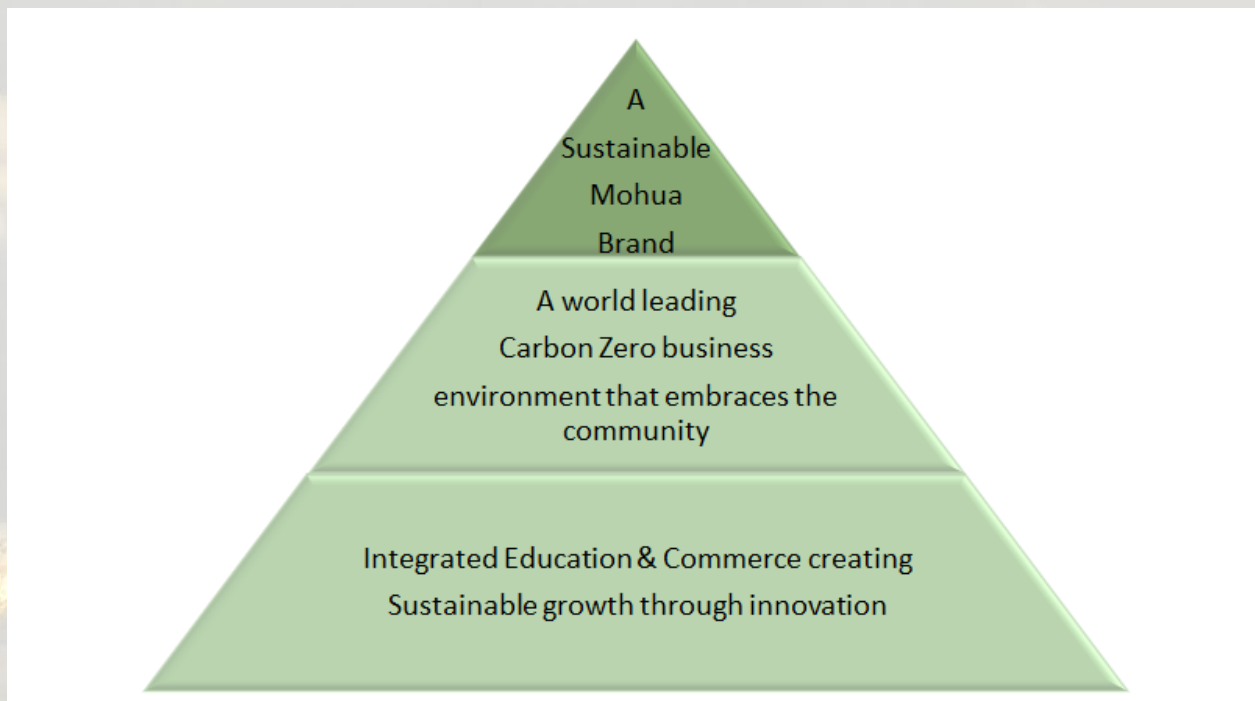 A
Sustainable
Mohua
Brand
A world leading
Carbon Zero business
environment that embraces the
community
Integrated Education & Commerce creating
Sustainable growth through innovation